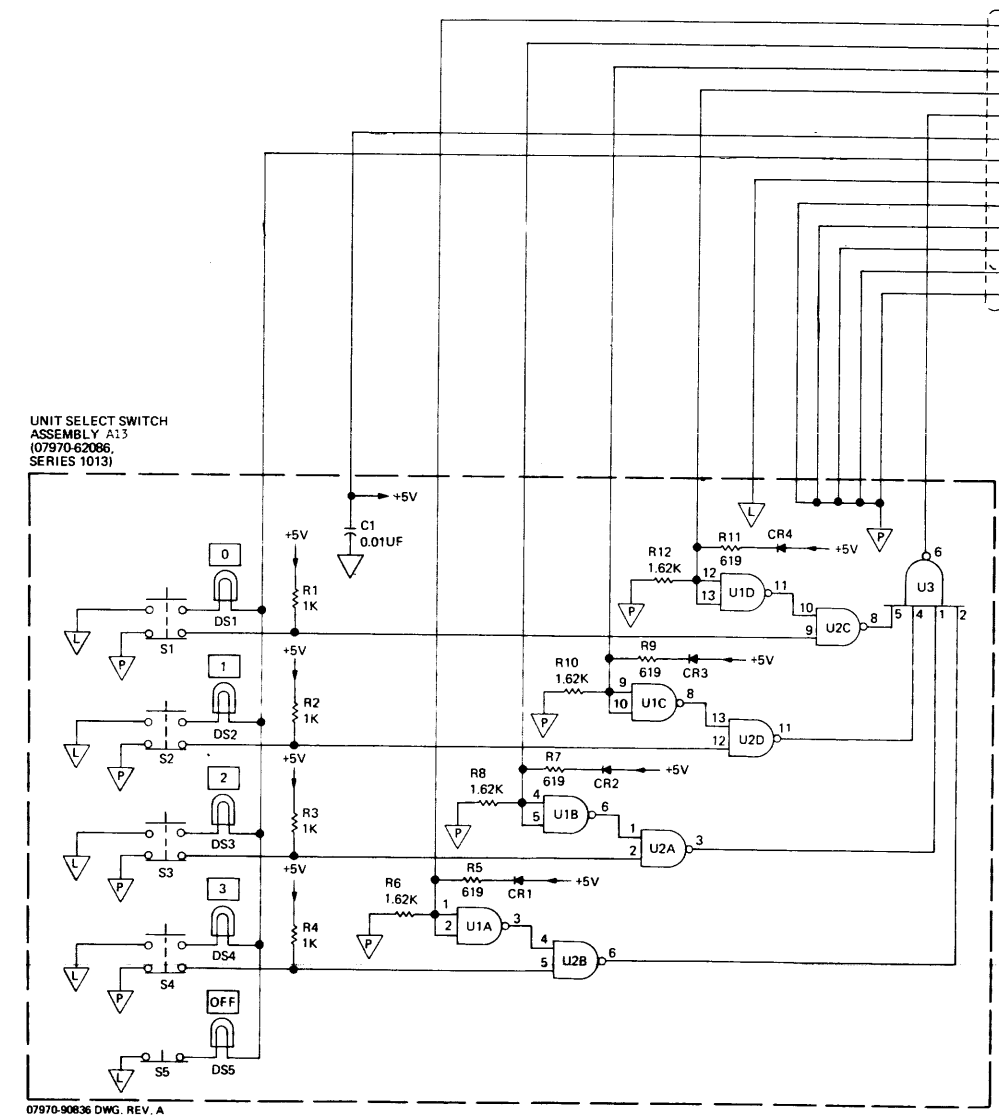 UNIT SELECT SWITCH
ASSEMBLY A13
(07970-62086,
SERIES 1013)
+5V
C1
0.01UF
L
P
+5V
0
R1
1K
DS1
L
P
S1
+5V
1
R2
1K
DS2
L
P
S2
+5V
2
R3
1K
DS3
L
P
S3
+5V
3
R4
1K
DS4
L
P
S4
OFF
L
S5
DS5
R12
1.62K
P
R11
619
CR4
+5V
12
13
U1D
11
10
9
U2C
8
U3
6
5
4
1
2
R10
1.62K
P
R9
619
CR3
+5V
9
10
U1C
8
13
12
U2D
11
R8
1.62K
P
R7
619
CR2
+5V
4
5
U1B
6
1
2
U2A
3
R6
1.62K
P
R5
619
CR1
+5V
1
2
U1A
3
4
5
U2B
6
07970-90836 DWG. REV. A